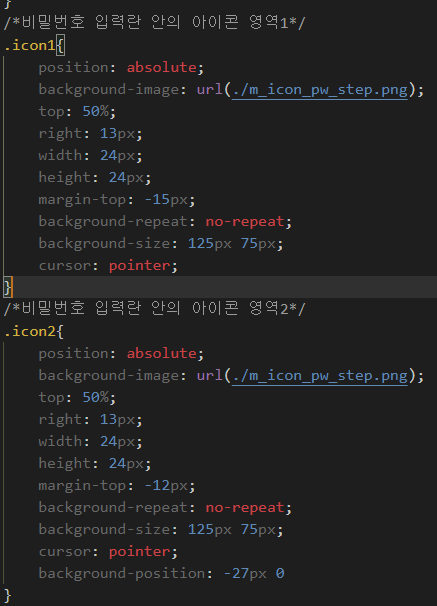 }
/*비밀번호 입력란 안의 아이콘 영역1*/
.icon1{
    position: absolute;
    background-image: url(./m_icon_pw_step.png);
    top: 50%;
    right: 13px;
    width: 24px;
    height: 24px;
    margin-top: -15px;
    background-repeat: no-repeat;
    background-size: 125px 75px;
    cursor: pointer;
}
/*비밀번호 입력란 안의 아이콘 영역2*/
.icon2{
    position: absolute;
    background-image: url(./m_icon_pw_step.png);
    top: 50%;
    right: 13px;
    width: 24px;
    height: 24px;
    margin-top: -12px;
    background-repeat: no-repeat;
    background-size: 125px 75px;
    cursor: pointer;
    background-position: -27px 0
}